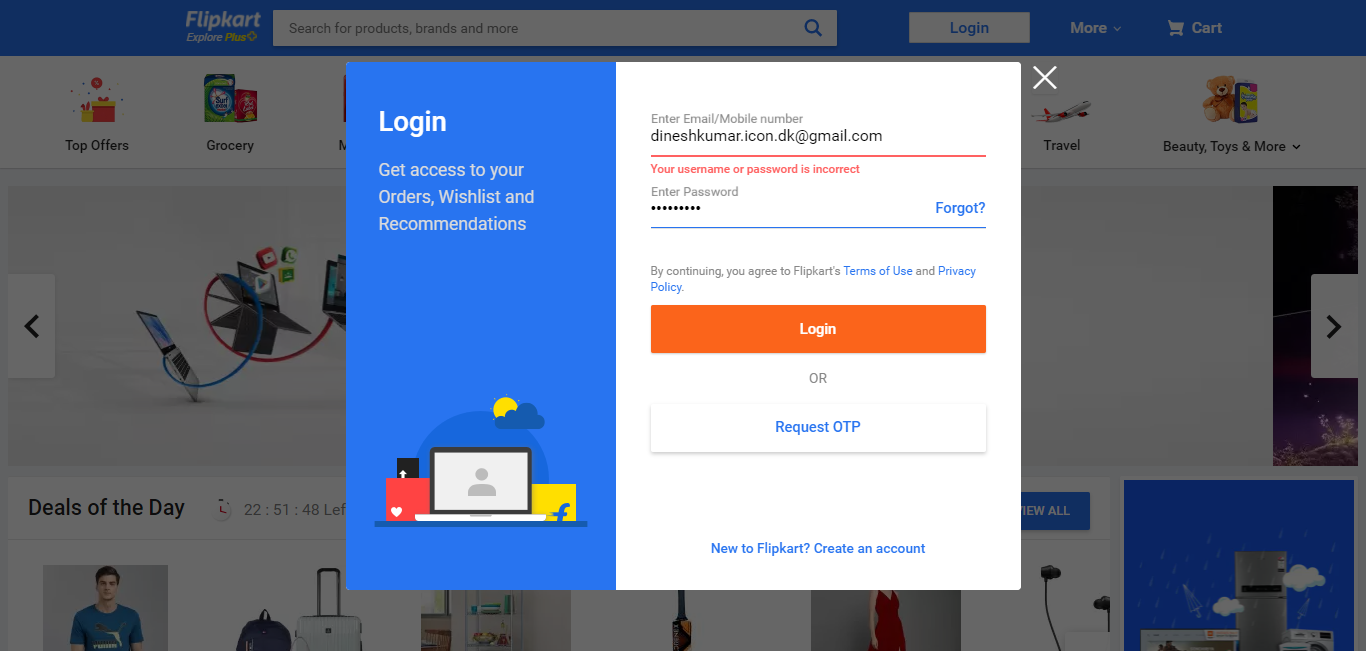 Flipkart
Explore Plus
Search for products, brands and more
Login
More
Cart
Top Offers
Grocery
M
Travel
Beauty, Toys & More
Login
Get access to your
Orders, Wishlist and
Recommendations
Enter Email/Mobile number
dineshkumar.icon.dk@gmail.com
Your username or password is incorrect
Enter Password
•••••••••
Forgot?
By continuing, you agree to Flipkart's Terms of Use and Privacy
Policy.
Login
OR
Request OTP
New to Flipkart? Create an account
Deals of the Day
22 : 51 : 48 Lef
VIEW ALL